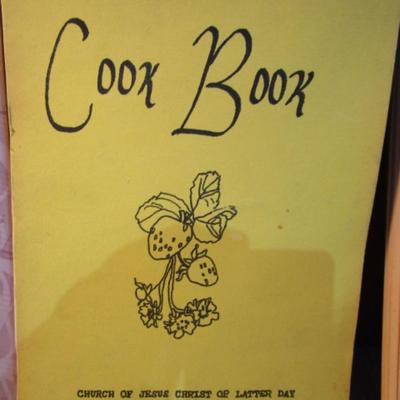 Cook Book
CHURCH OF JESUS CHRIST OF LATTER DAY